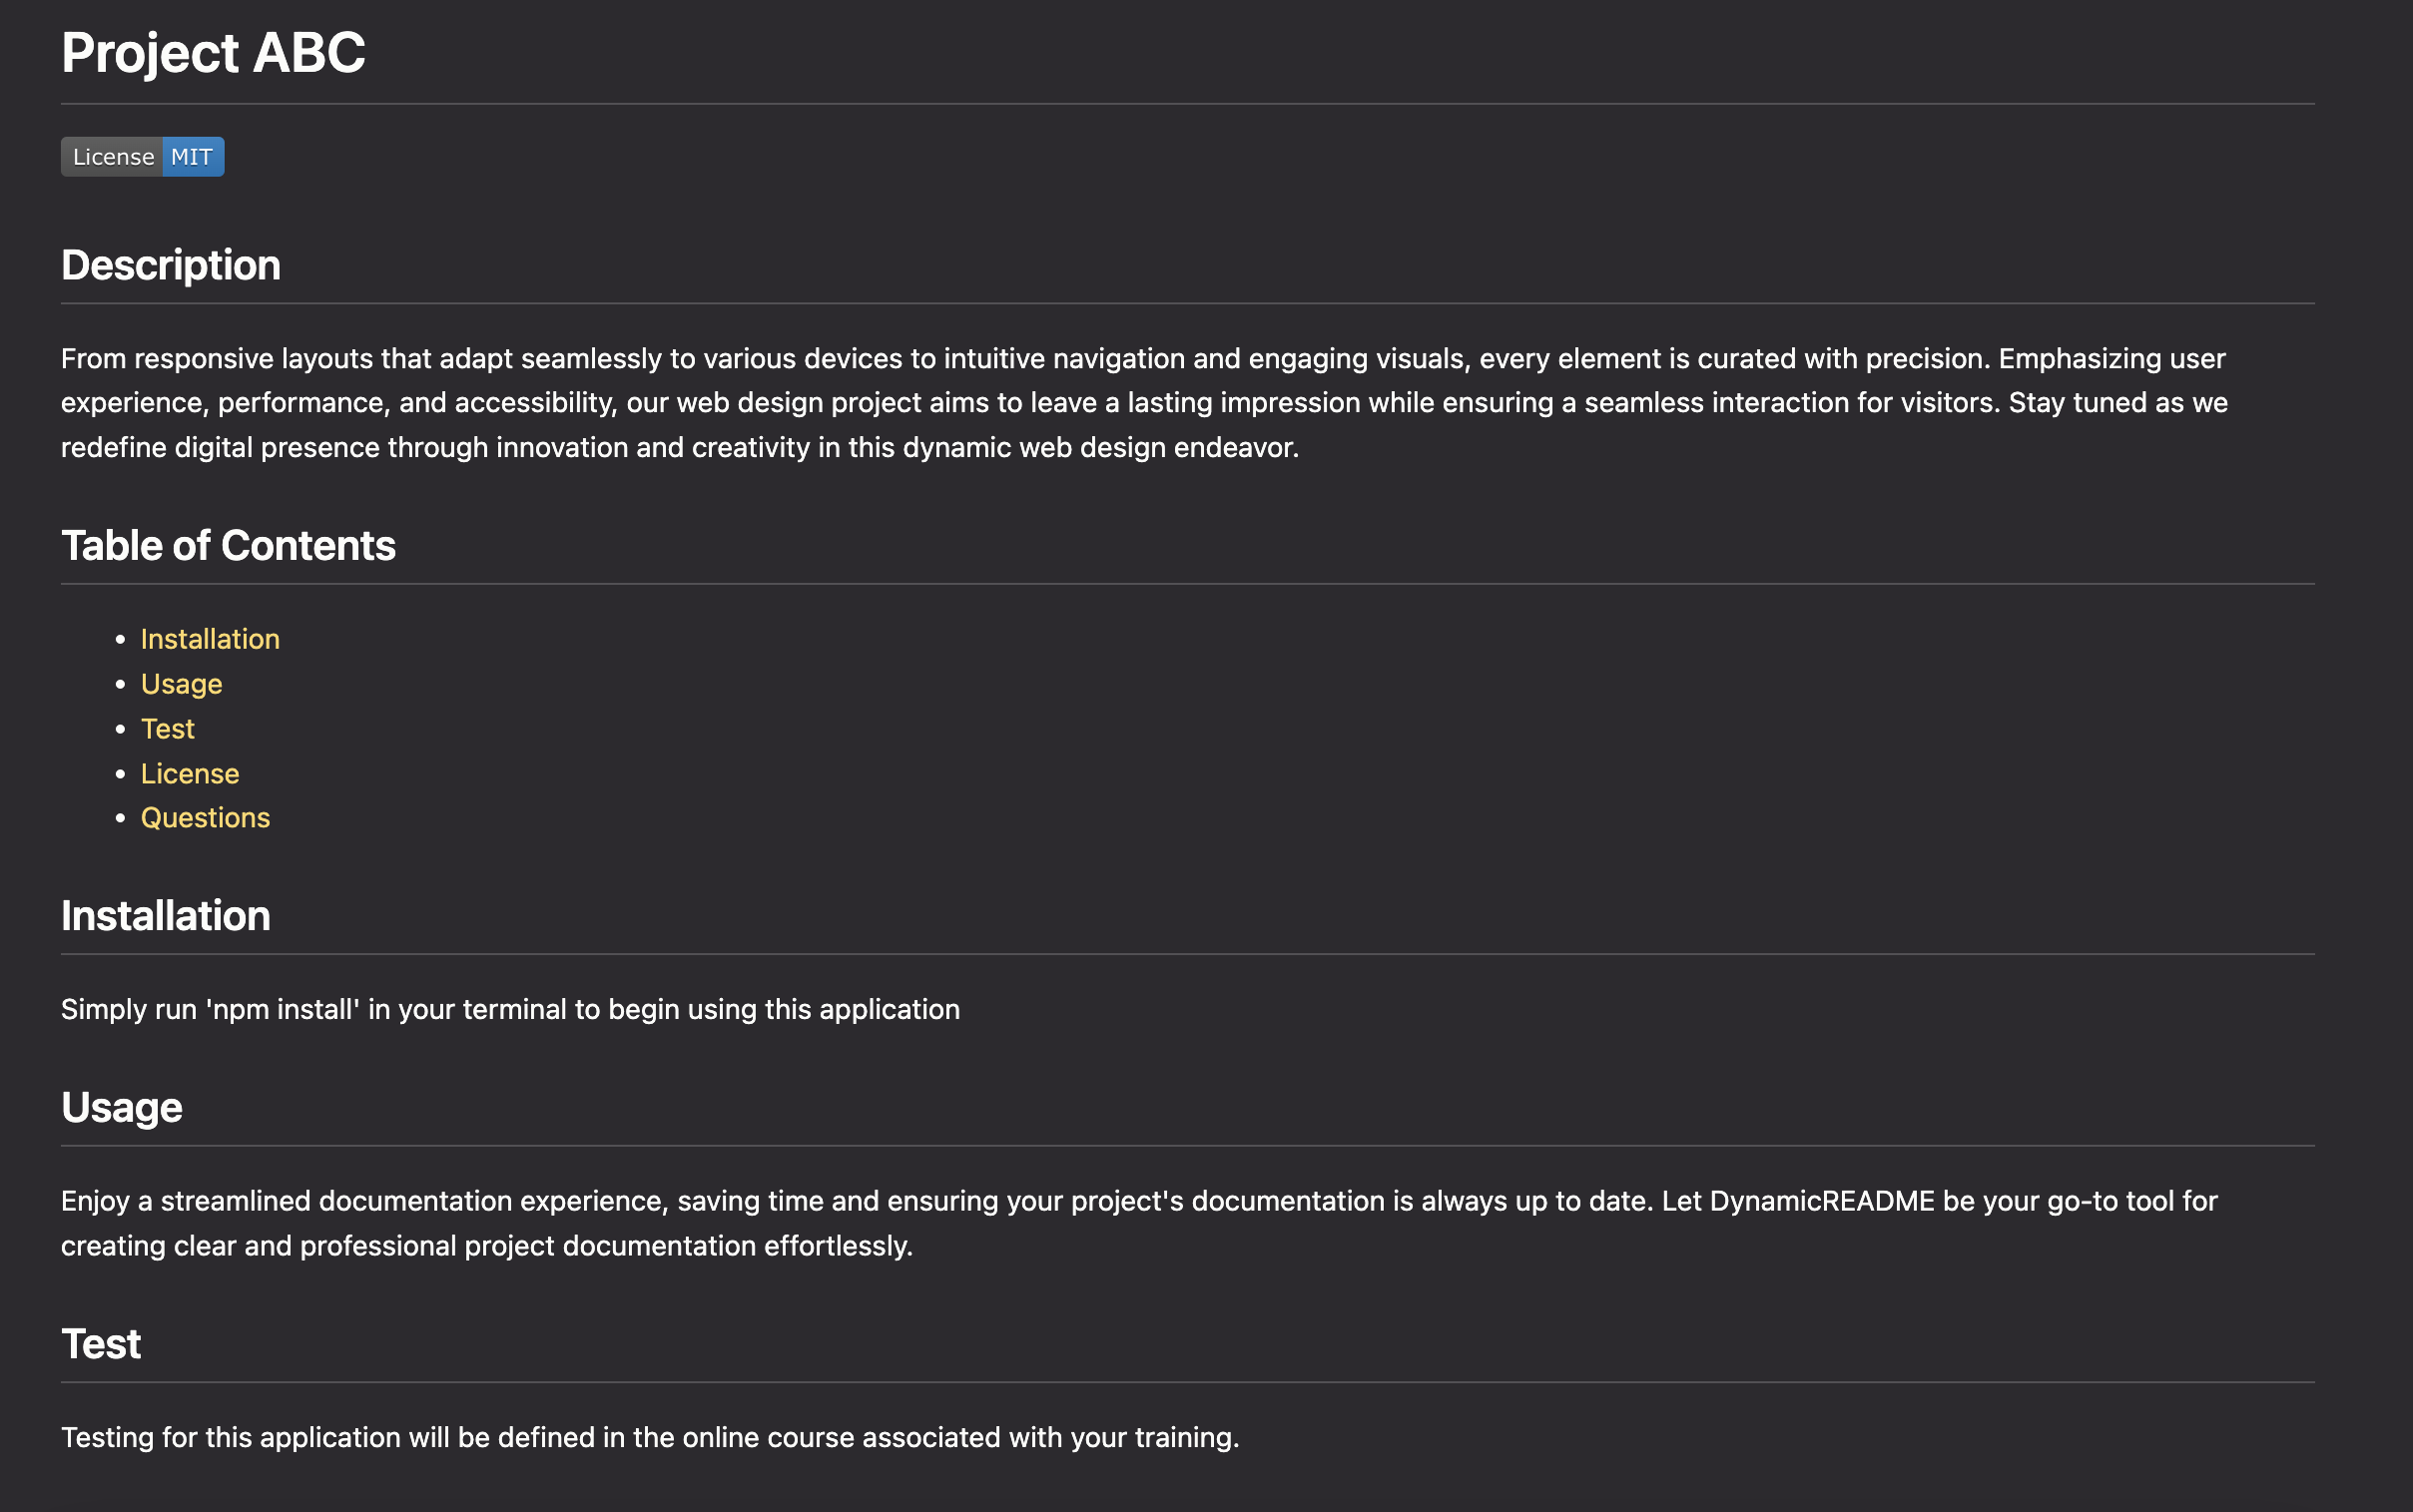 Project ABC
License MIT
Description
From responsive layouts that adapt seamlessly to various devices to intuitive navigation and engaging visuals, every element is curated with precision. Emphasizing user
experience, performance, and accessibility, our web design project aims to leave a lasting impression while ensuring a seamless interaction for visitors. Stay tuned as we
redefine digital presence through innovation and creativity in this dynamic web design endeavor.
Table of Contents
• Installation
• Usage
• Test
• License
• Questions
Installation
Simply run 'npm install' in your terminal to begin using this application
Usage
Enjoy a streamlined documentation experience, saving time and ensuring your project's documentation is always up to date. Let DynamicREADME be your go-to tool for
creating clear and professional project documentation effortlessly.
Test
Testing for this application will be defined in the online course associated with your training.